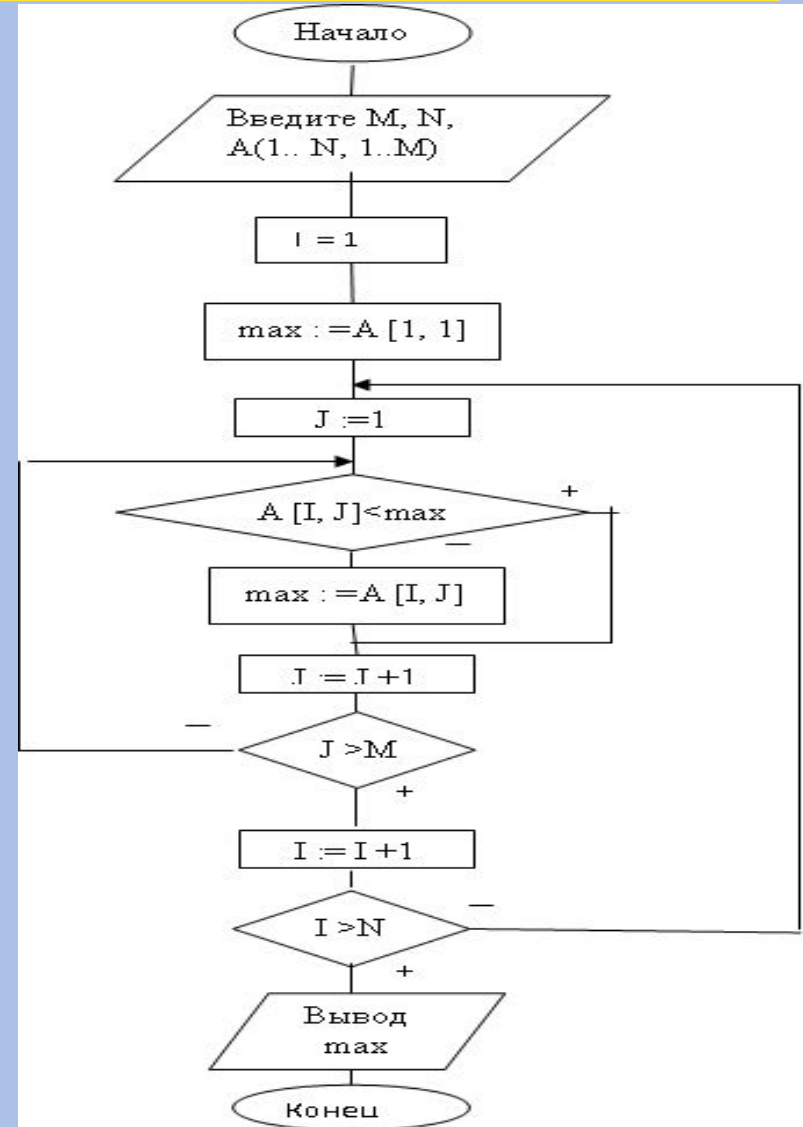 Начало
Введите M, N,
A(1.. N, 1..M)
I = 1
max : =A [1, 1]
J :=1
A [I, J]<max
+
—
max : =A [I, J]
J := J +1
—
J >M
+
I := I +1
I >N
—
+
Вывод
max
Конец